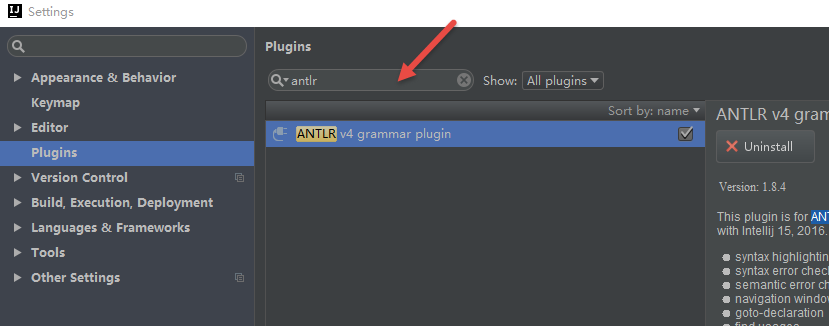 IJ Settings
Plugins
antlr Show: All plugins
Appearance & Behavior
Keymap
Editor
Plugins
Version Control
Build, Execution, Deployment
Languages & Frameworks
Tools
Other Settings
Sort by: name
ANTLR v4 grammar plugin
ANTLR v4 gram
Uninstall
Version: 1.8.4
This plugin is for ANT
with Intellij 15, 2016.
syntax highlightin
syntax error chec
semantic error ch
navigation window
goto-declaration
find usages